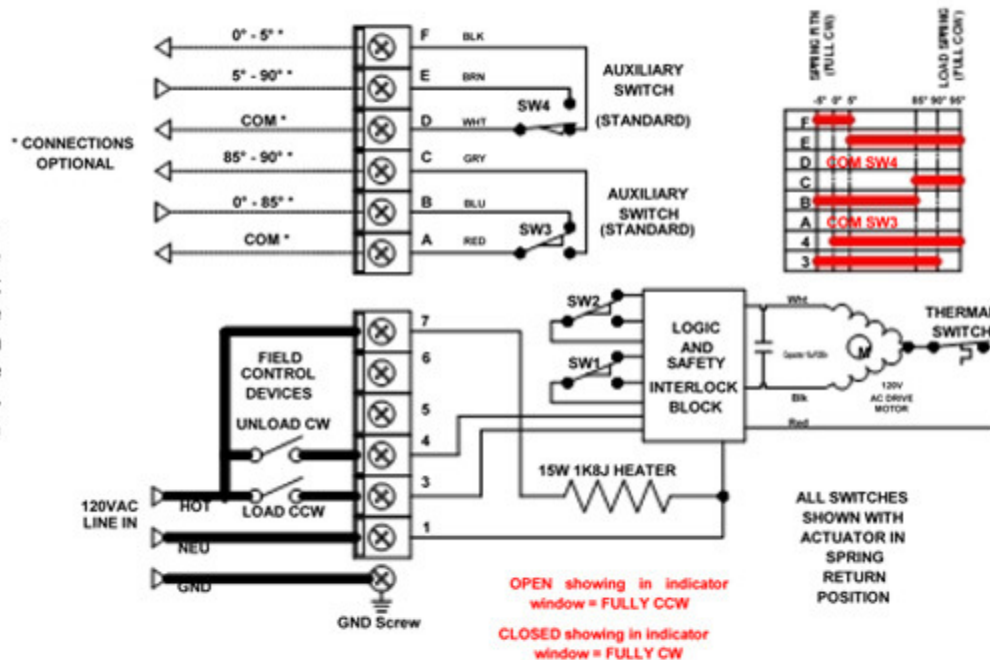 0° - 5° *
F BLK
5° - 90° *
E BRN
COM *
D WHT
85° - 90° *
C GRY
0° - 85° *
B BLU
COM *
A RED
* CONNECTIONS
OPTIONAL
AUXILIARY
SWITCH
(STANDARD)
SW4
AUXILIARY
SWITCH
(STANDARD)
SW3
SPRING RTN
(FULL CW)
LOAD SPRING
(FULL CCW)
-5° 0° 5° 85° 90° 95°
F
E
D COM SW4
C
B
A COM SW3
4
3
7
6
5
4
3
1
FIELD
CONTROL
DEVICES
UNLOAD CW
LOAD CCW
120VAC
LINE IN
HOT
NEU
GND
GND Screw
SW2
SW1
LOGIC
AND
SAFETY
INTERLOCK
BLOCK
15W 1K8J HEATER
Wht
Blk
Red
M
120V
AC DRIVE
MOTOR
THERMAL
SWITCH
ALL SWITCHES
SHOWN WITH
ACTUATOR IN
SPRING
RETURN
POSITION
OPEN showing in indicator
window = FULLY CCW
CLOSED showing in indicator
window = FULLY CW